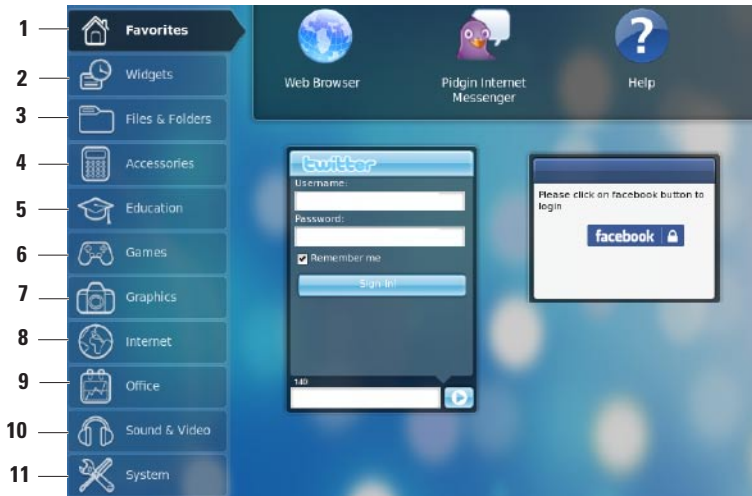 1
Favorites
2
Widgets
3
Files & Folders
4
Accessories
5
Education
6
Games
7
Graphics
8
Internet
9
Office
10
Sound & Video
11
System
Web Browser
Pidgin Internet
Messenger
Help
twitter
Username:
Password:
Remember me
Sign In!
140
Please click on facebook button to
login
facebook